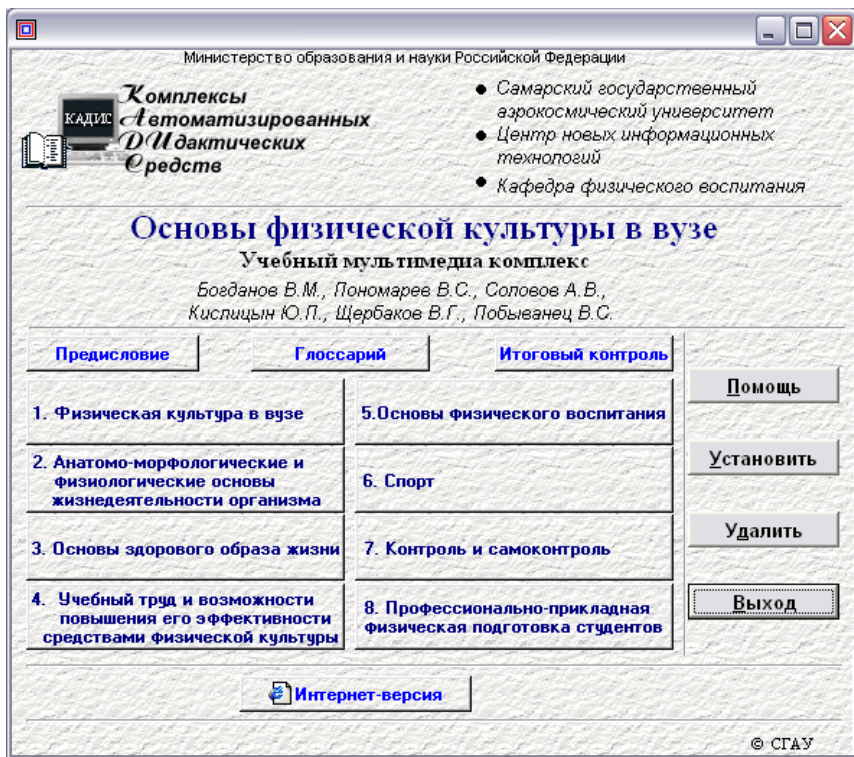 Министерство образования и науки Российской Федерации
КАДИС
Комплексы
Автоматизированных
ДИдактических
Средств
Самарский государственный
аэрокосмический университет
Центр новых информационных
технологий
Кафедра физического воспитания
Основы физической культуры в вузе
Учебный мультимедиа комплекс
Богданов В.М., Пономарев В.С., Соловов А.В.,
Кислицын Ю.Л., Щербаков В.Г., Побыванец В.С.
Предисловие
Глоссарий
Итоговый контроль
1. Физическая культура в вузе
2. Анатомо-морфологические и
физиологические основы
жизнедеятельности организма
3. Основы здорового образа жизни
4. Учебный труд и возможности
повышения его эффективности
средствами физической культуры
5.Основы физического воспитания
6. Спорт
7. Контроль и самоконтроль
8. Профессионально-прикладная
физическая подготовка студентов
Помощь
Установить
Удалить
Выход
Интернет-версия
© СГАУ